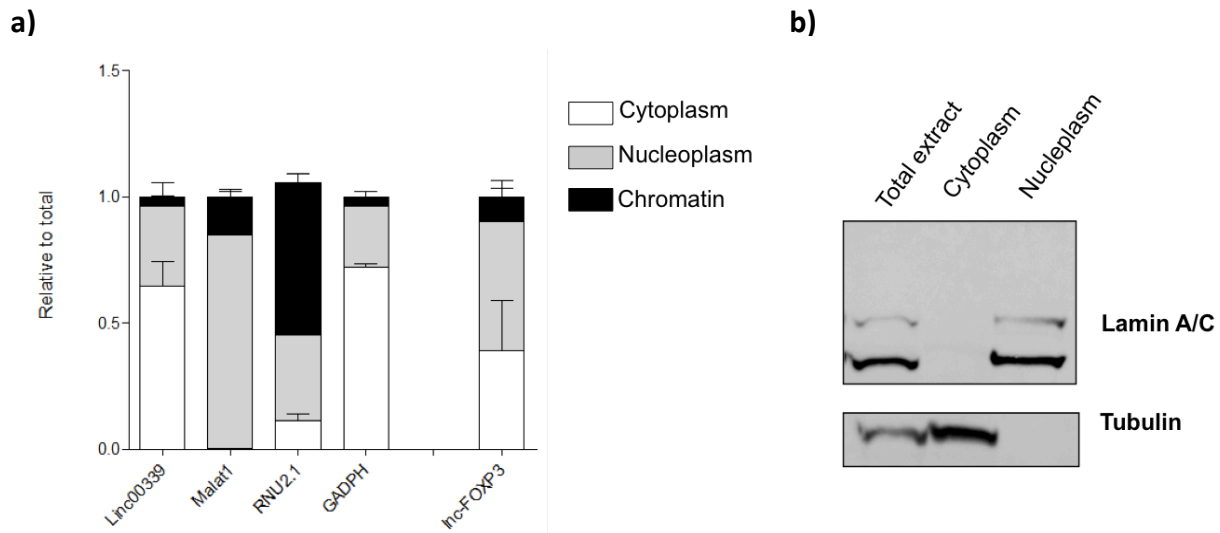 a)
1.5
1.0
0.5
0.0
Relative to total
Linc00339
Malat1
RNU2.1
GADPH
lnc-FOXP3
Cytoplasm
Nucleoplasm
Chromatin
b)
Total extract
Cytoplasm
Nucleplasm
Lamin A/C
Tubulin